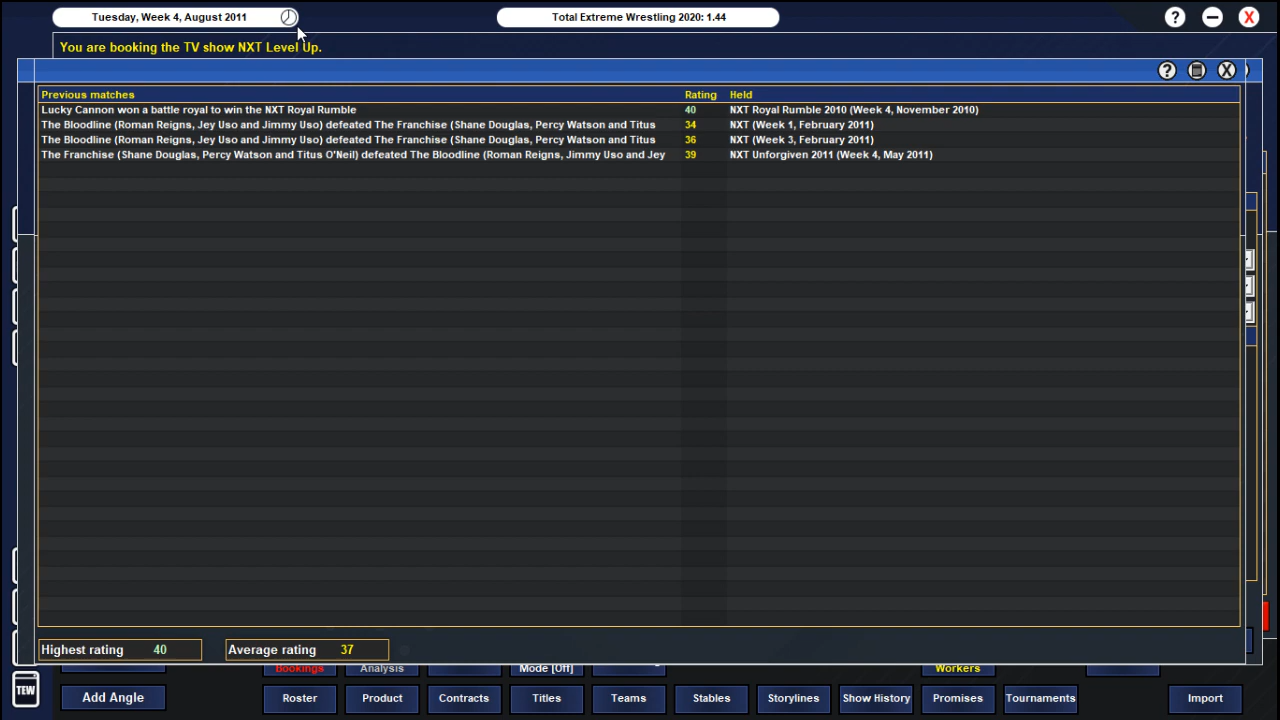 Tuesday, Week 4, August 2011
Total Extreme Wrestling 2020: 1.44
You are booking the TV show NXT Level Up.
Previous matches Rating Held
Lucky Cannon won a battle royal to win the NXT Royal Rumble 40 NXT Royal Rumble 2010 (Week 4, November 2010)
The Bloodline (Roman Reigns, Jey Uso and Jimmy Uso) defeated The Franchise (Shane Douglas, Percy Watson and Titus 34 NXT (Week 1, February 2011)
The Bloodline (Roman Reigns, Jey Uso and Jimmy Uso) defeated The Franchise (Shane Douglas, Percy Watson and Titus 36 NXT (Week 3, February 2011)
The Franchise (Shane Douglas, Percy Watson and Titus O'Neil) defeated The Bloodline (Roman Reigns, Jimmy Uso and Jey 39 NXT Unforgiven 2011 (Week 4, May 2011)
Highest rating 40 Average rating 37
Bookings Analysis Mode [Off] Workers
TEW Add Angle Roster Product Contracts Titles Teams Stables Storylines Show History Promises Tournaments Import